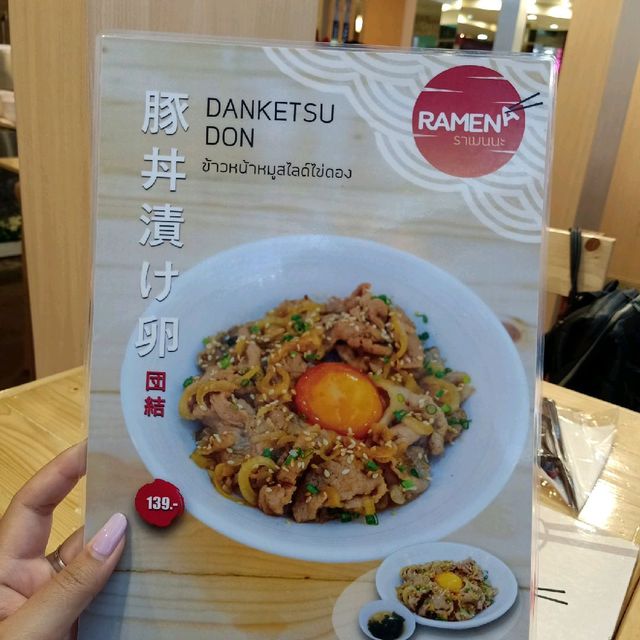 豚丼漬け卵
団結
DANKETSU
DON
ข้าวหน้าหมูสไลด์ไข่ดอง
RAMENA
ราเมนนะ
139.-